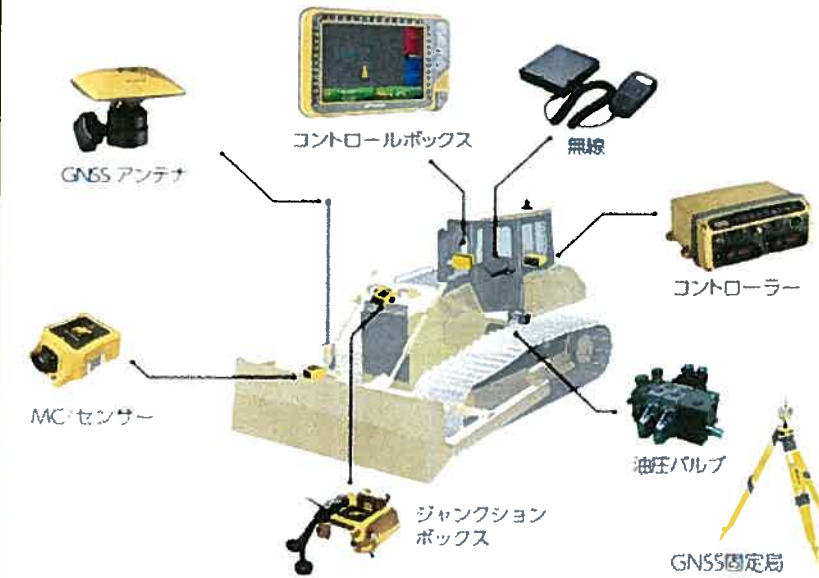 GNSS アンテナ
コントロールボックス
無線
コントローラー
MC²センサー
油圧バルブ
ジャンクション
ボックス
GNSS固定局